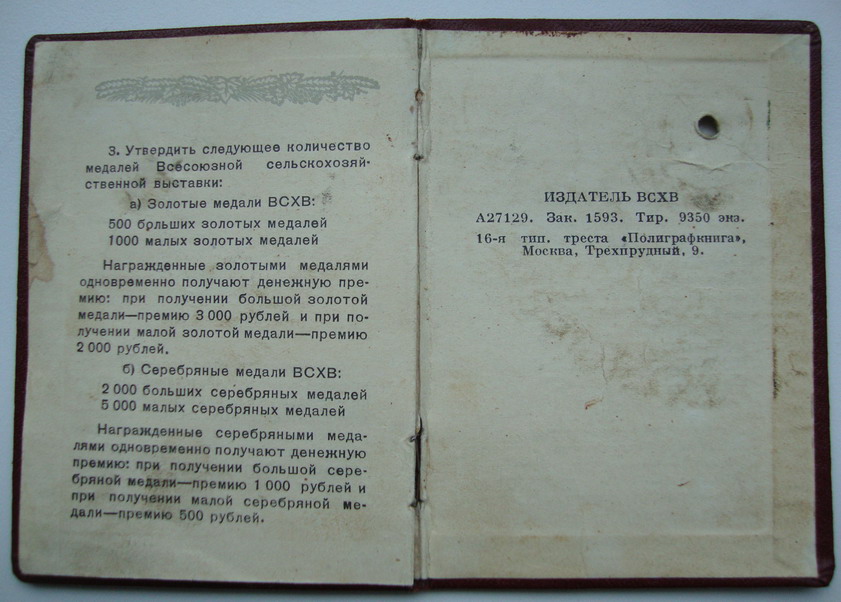 3. Утвердить следующее количество
медалей Всесоюзной сельскохозяй-
ственной выставки:
а) Золотые медали ВСХВ:
500 больших золотых медалей
1000 малых золотых медалей
Награжденные золотыми медалями
одновременно получают денежную пре-
мию: при получении большой золотой
медали—премию 3 000 рублей и при по-
лучении малой золотой медали—премию
2 000 рублей.
б) Серебряные медали ВСХВ:
2 000 больших серебряных медалей
5 000 малых серебряных медалей
Награжденные серебряными меда-
лями одновременно получают денежную
премию: при получении большой сере-
бряной медали—премию 1 000 рублей и
при получении малой серебряной ме-
дали—премию 500 рублей.
ИЗДАТЕЛЬ ВСХВ
А27129. Зак. 1593. Тир. 9350 экз.
16-я тип. треста «Полиграфкнига»,
Москва, Трехпрудный, 9.